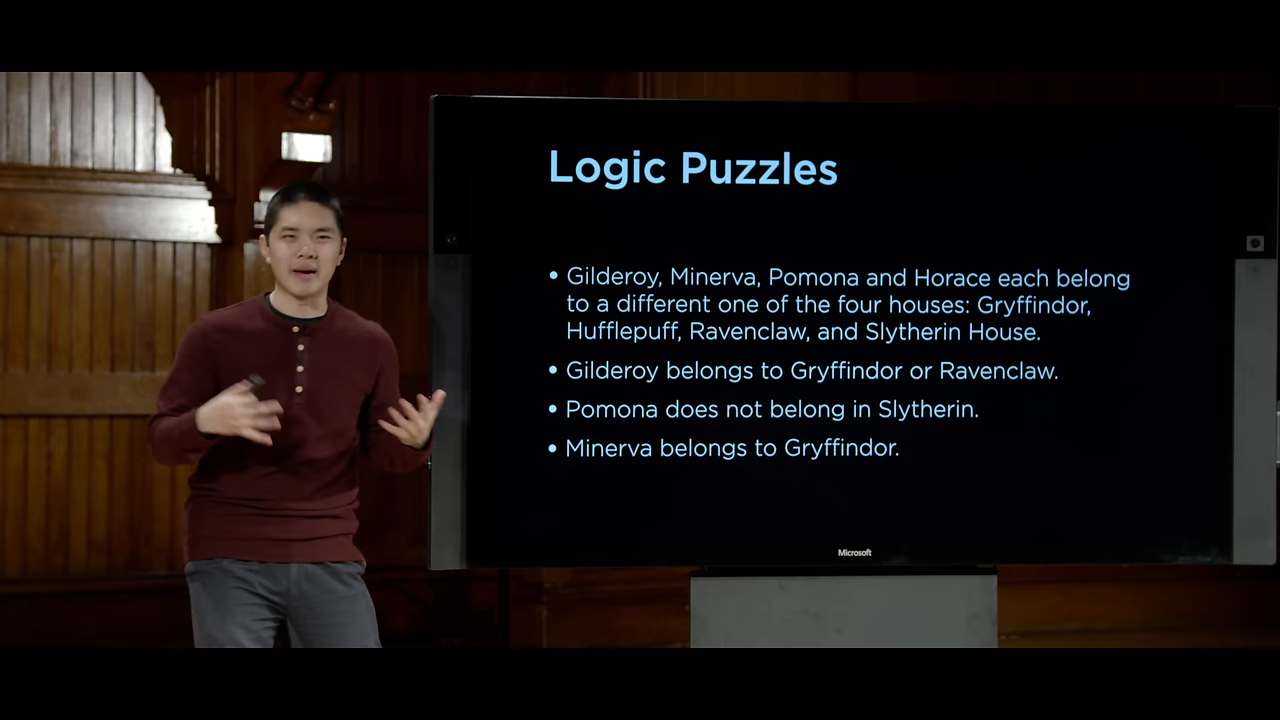 Logic Puzzles
• Gilderoy, Minerva, Pomona and Horace each belong
to a different one of the four houses: Gryffindor,
Hufflepuff, Ravenclaw, and Slytherin House.
• Gilderoy belongs to Gryffindor or Ravenclaw.
• Pomona does not belong in Slytherin.
• Minerva belongs to Gryffindor.
Microsoft